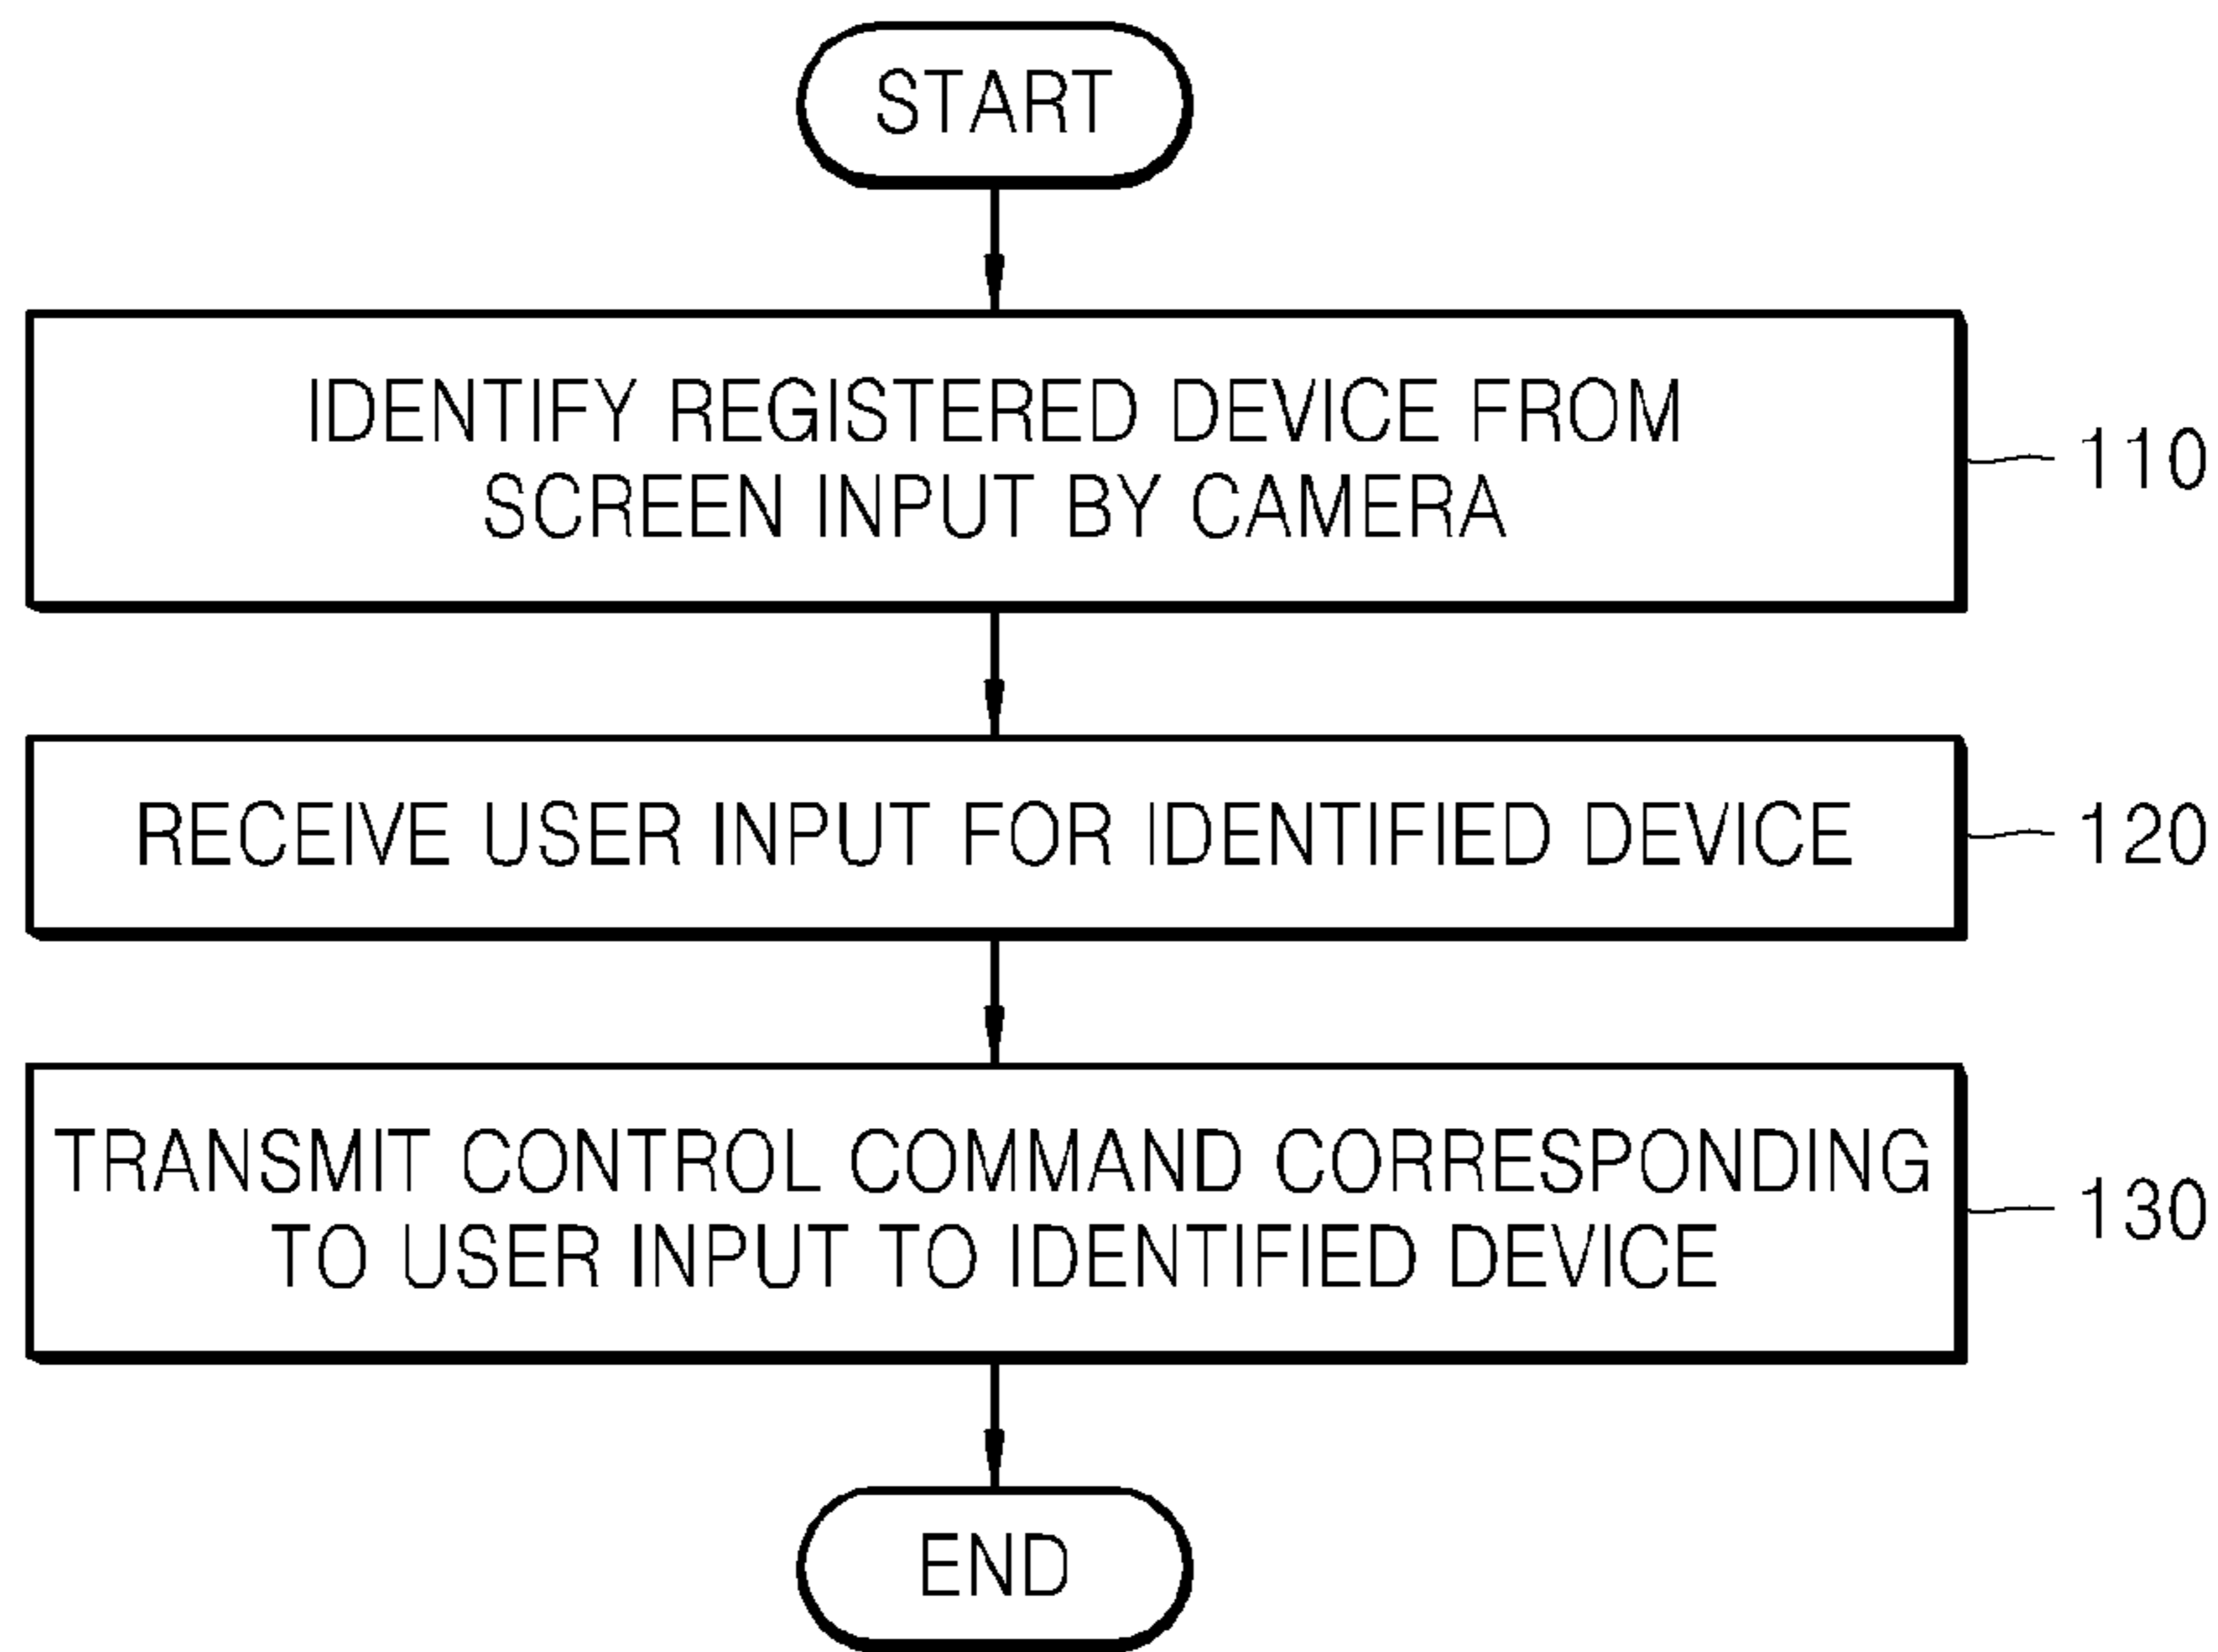 START
IDENTIFY REGISTERED DEVICE FROM
SCREEN INPUT BY CAMERA
110
RECEIVE USER INPUT FOR IDENTIFIED DEVICE
120
TRANSMIT CONTROL COMMAND CORRESPONDING
TO USER INPUT TO IDENTIFIED DEVICE
130
END